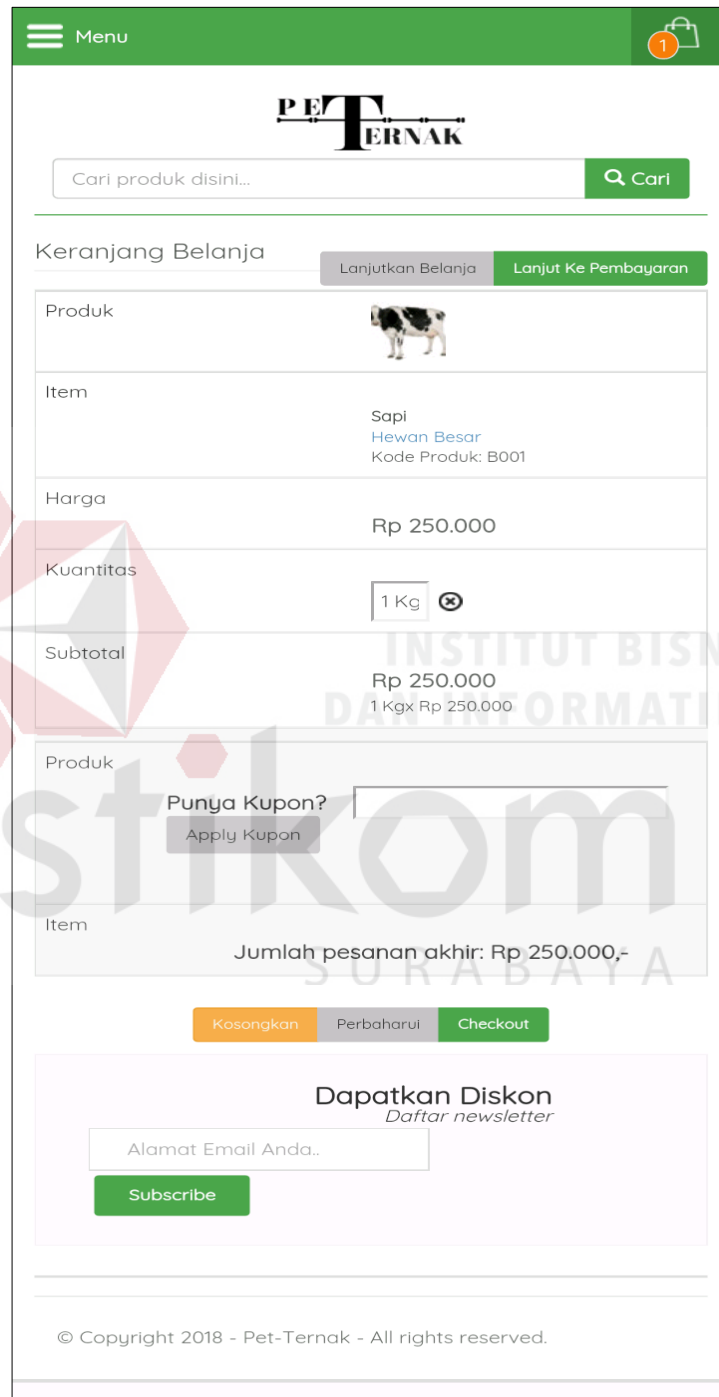 Menu
1
PET
TERNAK
Cari produk disini...
Cari
Keranjang Belanja
Lanjutkan Belanja
Lanjut Ke Pembayaran
Produk
Item
Sapi
Hewan Besar
Kode Produk: B001
Harga
Rp 250.000
Kuantitas
1 Kg
Subtotal
Rp 250.000
1 Kgx Rp 250.000
INSTITUT BISN
DAN INFORMATI
Produk
Punya Kupon?
Apply Kupon
stikom
Item
Jumlah pesanan akhir: Rp 250.000,-
SURABAYA
Kosongkan
Perbaharui
Checkout
Dapatkan Diskon
Daftar newsletter
Alamat Email Anda..
Subscribe
© Copyright 2018 - Pet-Ternak - All rights reserved.